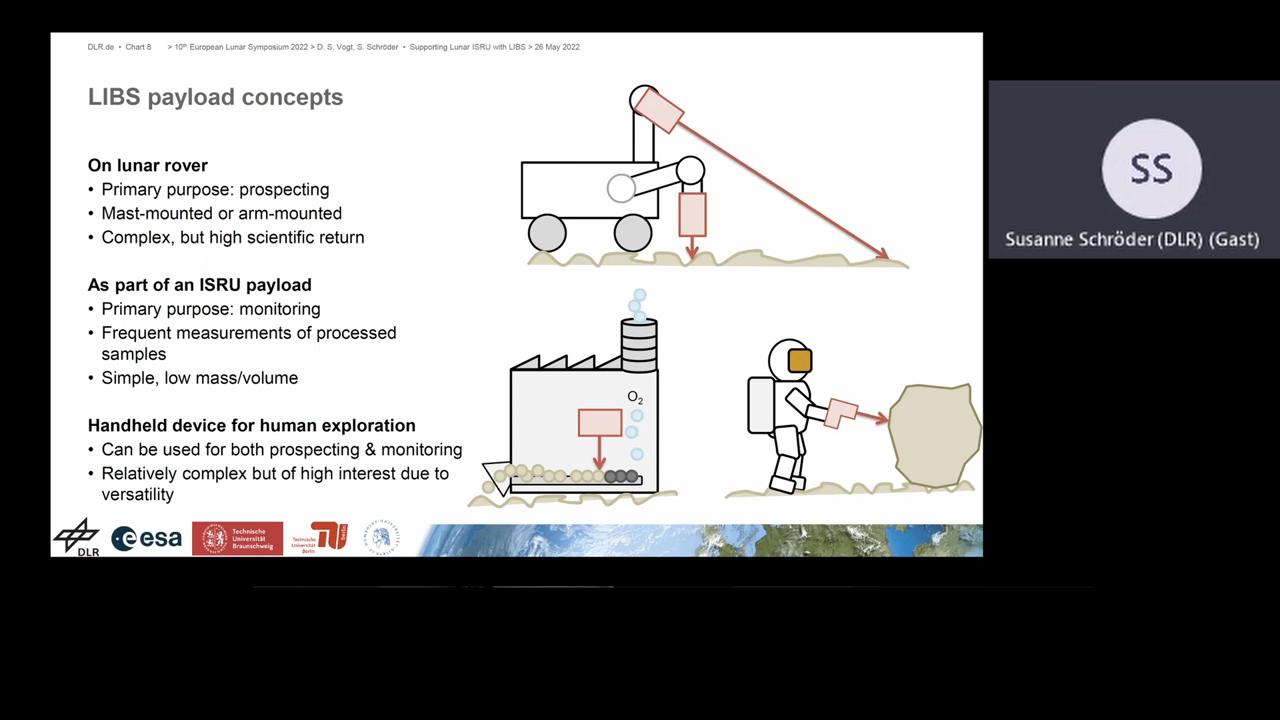 DLR.de • Chart 8 > 10th European Lunar Symposium 2022 > D. S. Vogt, S. Schröder • Supporting Lunar ISRU with LIBS > 26 May 2022
LIBS payload concepts
On lunar rover
• Primary purpose: prospecting
• Mast-mounted or arm-mounted
• Complex, but high scientific return
As part of an ISRU payload
• Primary purpose: monitoring
• Frequent measurements of processed
samples
• Simple, low mass/volume
Handheld device for human exploration
• Can be used for both prospecting & monitoring
• Relatively complex but of high interest due to
versatility
O2
SS
Susanne Schröder (DLR) (Gast)
DLR
esa
Technische
Universität
Braunschweig
Technische
Universität
Berlin
berlin